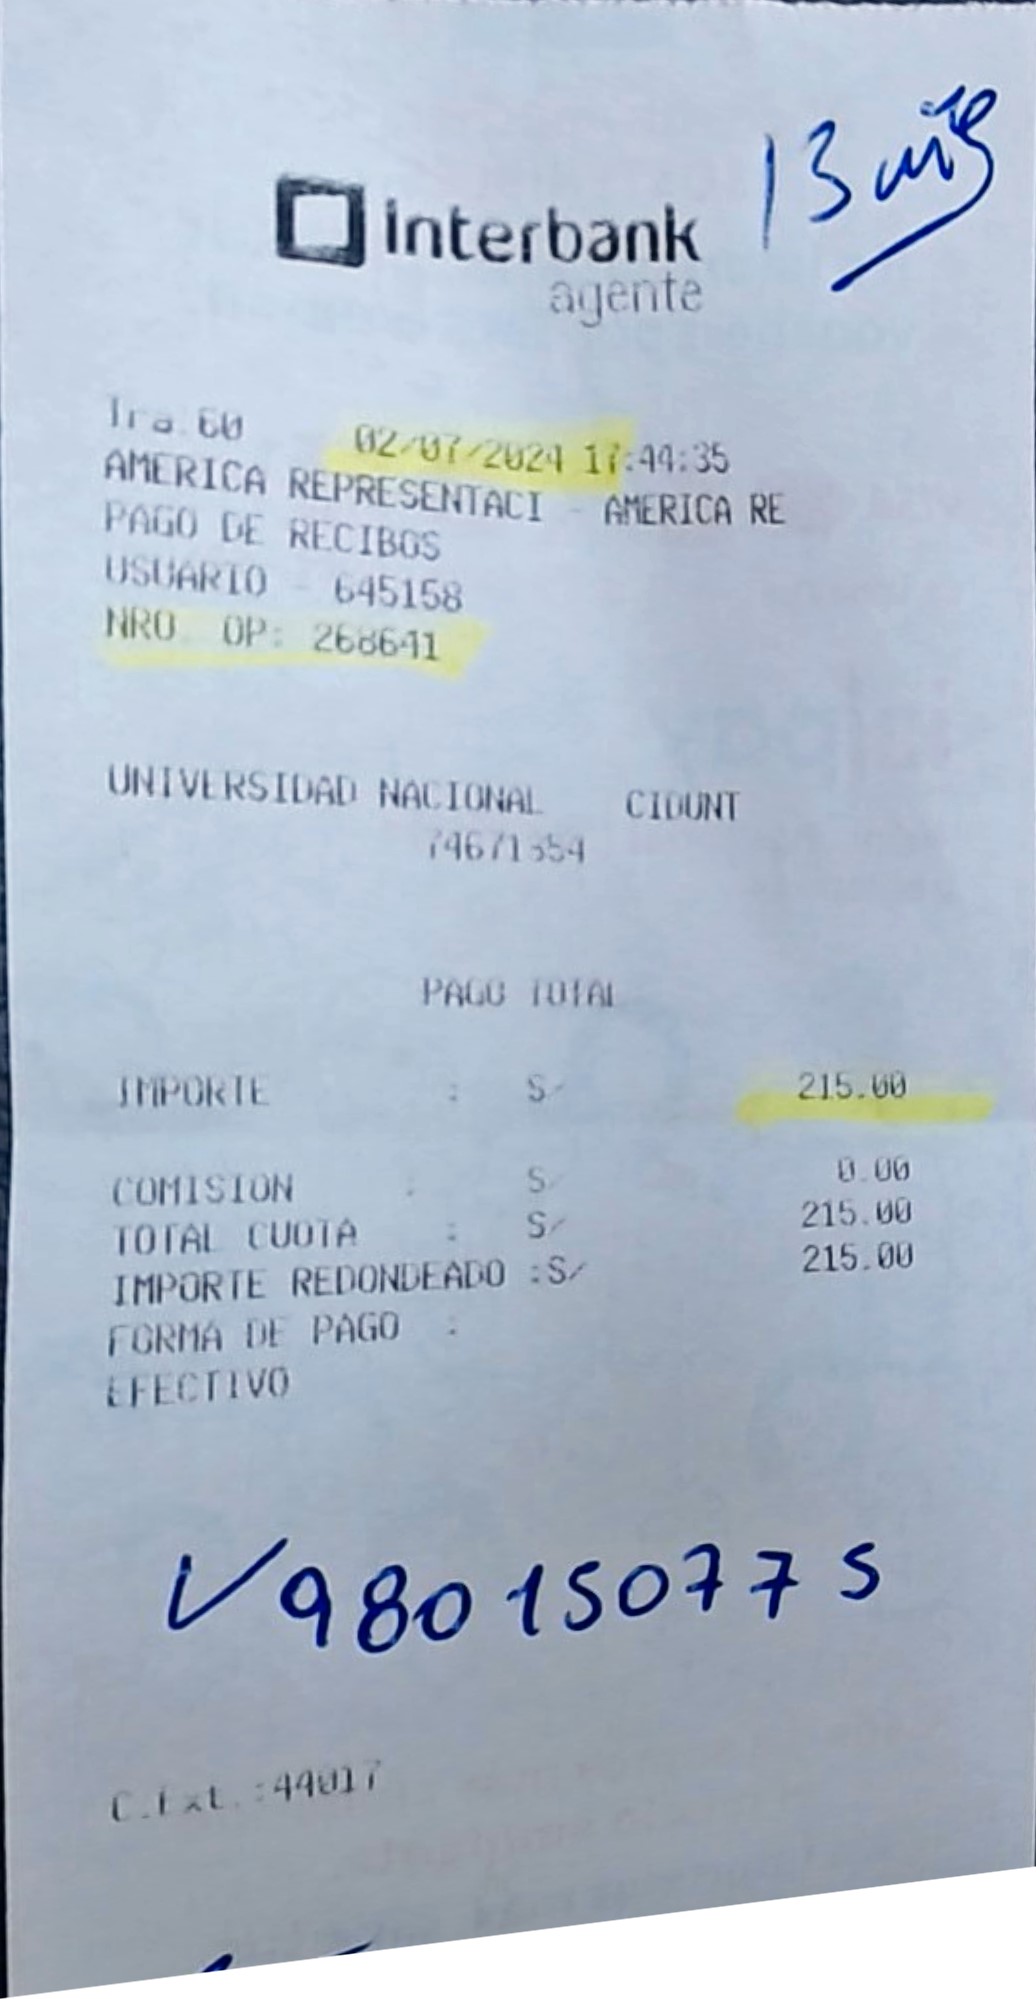 13
interbank
agente
Tra.60 02/07/2024 17:44:35
AMERICA REPRESENTACI - AMERICA RE
PAGO DE RECIBOS
USUARIO - 645158
NRO. OP: 268641
UNIVERSIDAD NACIONAL CIDUNT
74671354
PAGO TOTAL
IMPORTE : S/ 215.00
COMISION : S/ 0.00
TOTAL CUOTA : S/ 215.00
IMPORTE REDONDEADO :S/ 215.00
FORMA DE PAGO :
EFECTIVO
980150775
C.Ext.:44017